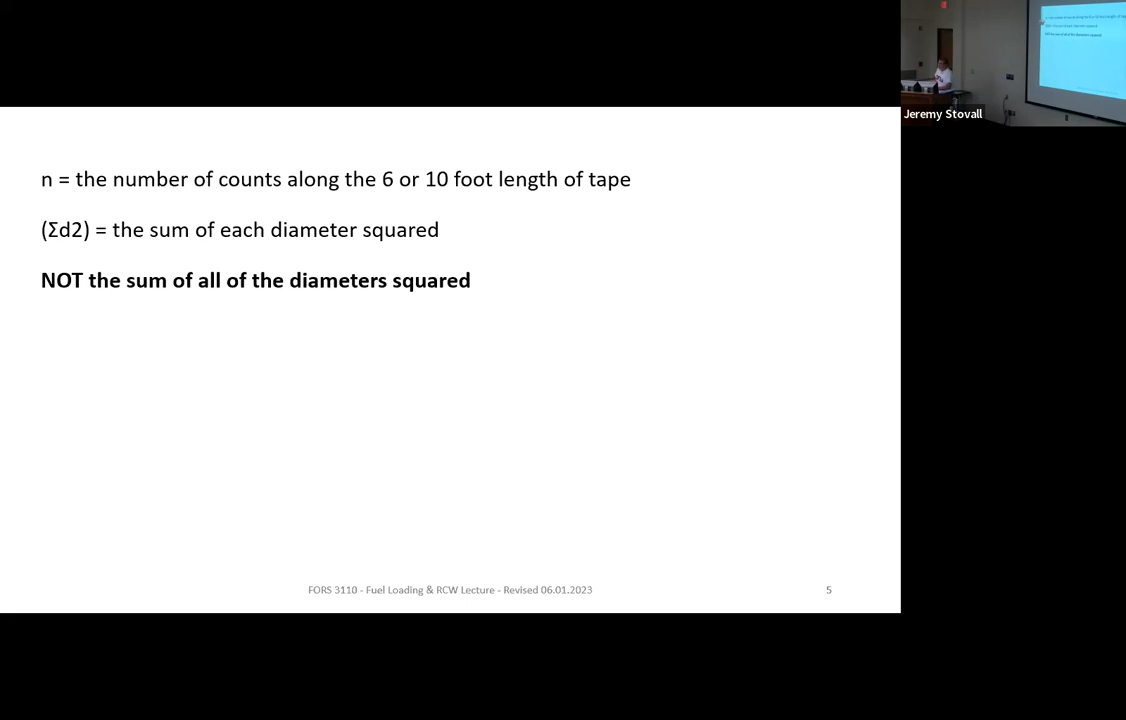 n = the number of counts along the 6 or 10 foot length of tape
(Σd2) = the sum of each diameter squared
NOT the sum of all of the diameters squared
FORS 3110 - Fuel Loading & RCW Lecture - Revised 06.01.2023
5
Jeremy Stovall